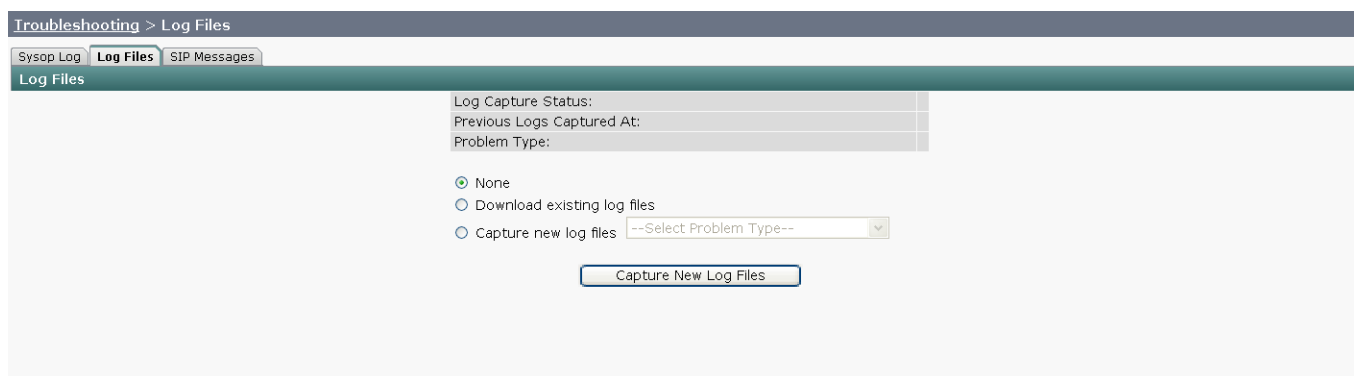 Troubleshooting > Log Files
Sysop Log Log Files SIP Messages
Log Files
Log Capture Status:
Previous Logs Captured At:
Problem Type:
None
Download existing log files
Capture new log files --Select Problem Type--
Capture New Log Files